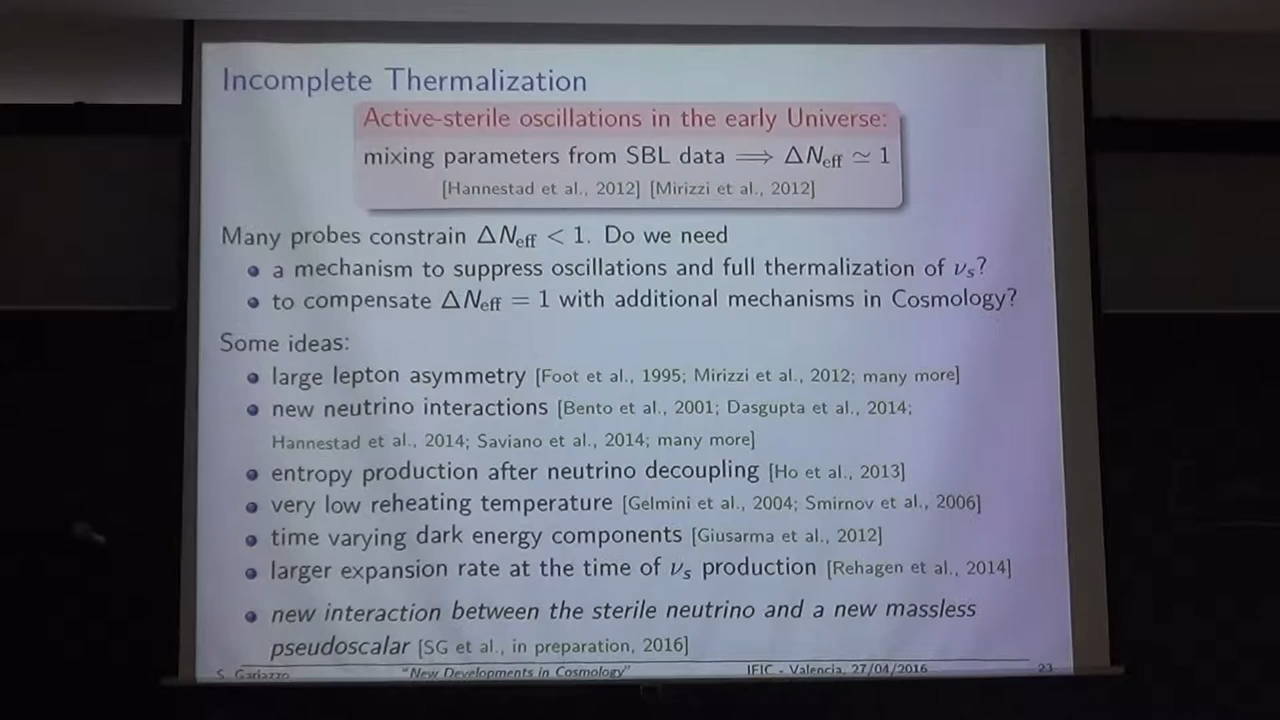 Incomplete Thermalization
Active-sterile oscillations in the early Universe:
mixing parameters from SBL data ⟹ ΔN_eff ≃ 1
[Hannestad et al., 2012] [Mirizzi et al., 2012]
Many probes constrain ΔN_eff < 1. Do we need
a mechanism to suppress oscillations and full thermalization of ν_s?
to compensate ΔN_eff = 1 with additional mechanisms in Cosmology?
Some ideas:
large lepton asymmetry [Foot et al., 1995; Mirizzi et al., 2012; many more]
new neutrino interactions [Bento et al., 2001; Dasgupta et al., 2014;
Hannestad et al., 2014; Saviano et al., 2014; many more]
entropy production after neutrino decoupling [Ho et al., 2013]
very low reheating temperature [Gelmini et al., 2004; Smirnov et al., 2006]
time varying dark energy components [Giusarma et al., 2012]
larger expansion rate at the time of ν_s production [Rehagen et al., 2014]
new interaction between the sterile neutrino and a new massless
pseudoscalar [SG et al., in preparation, 2016]
S. Gariazzo "New Developments in Cosmology" IFIC - Valencia, 27/04/2016 23